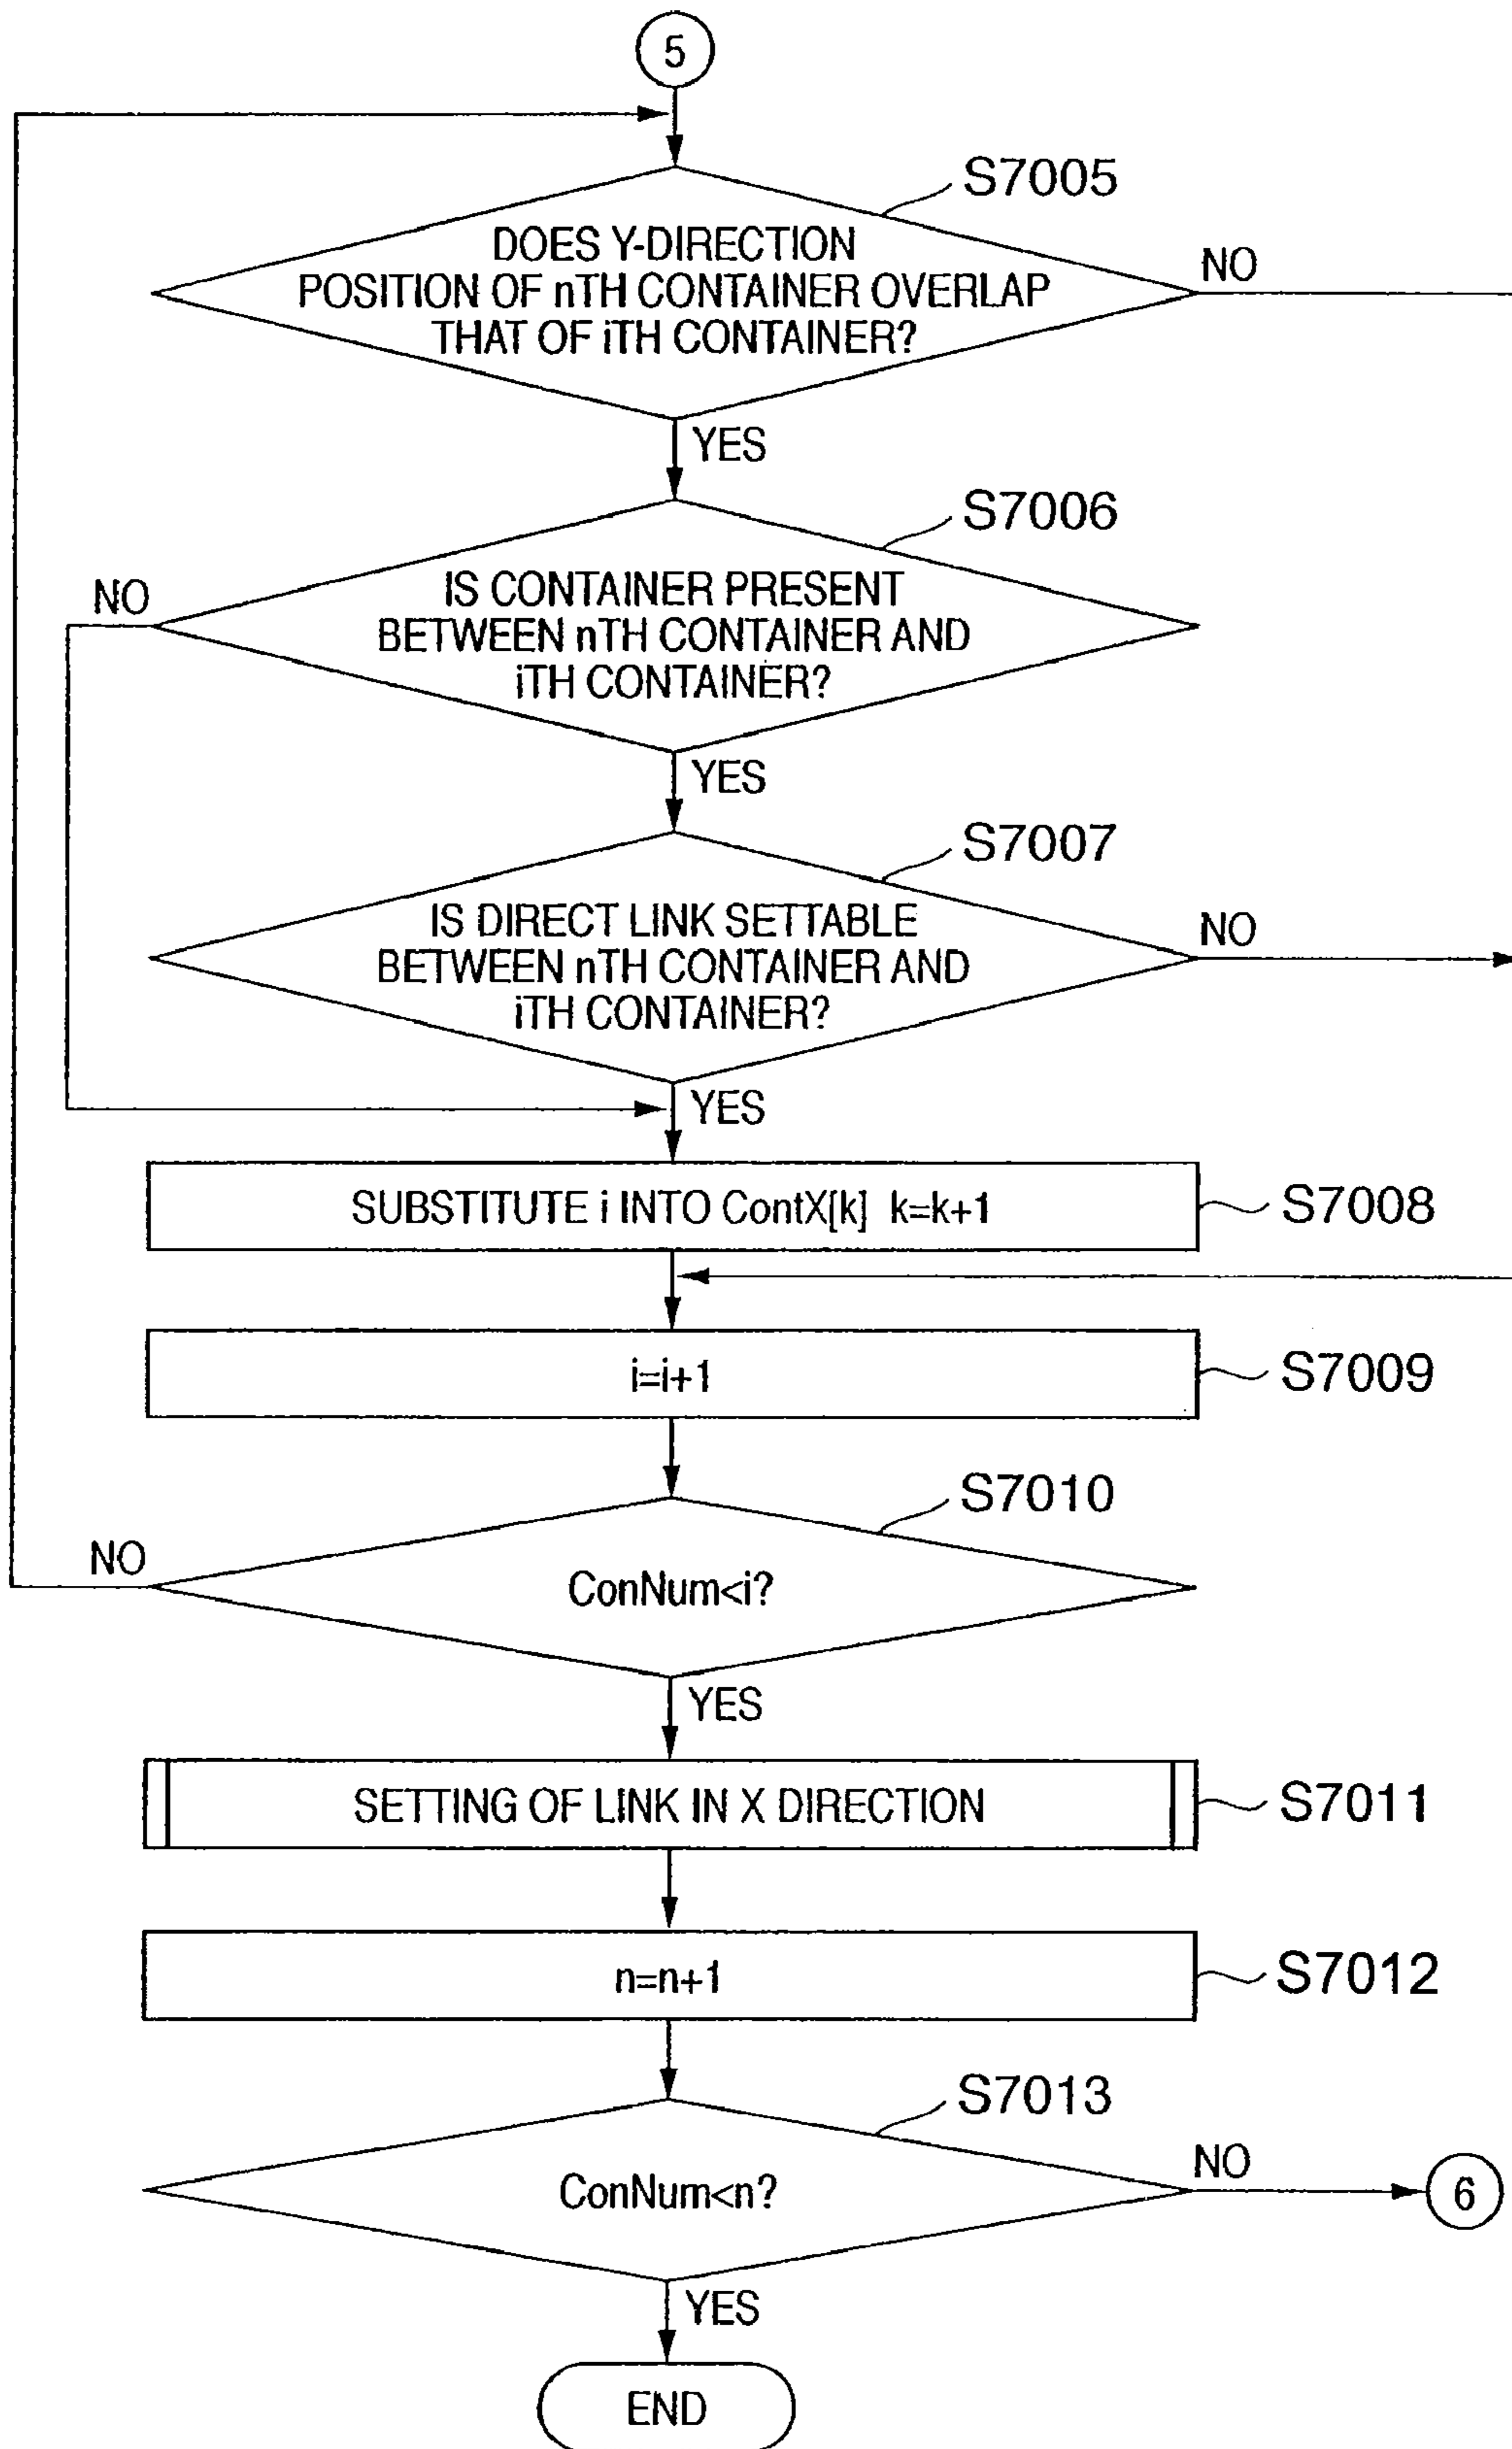 5
S7005
DOES Y-DIRECTION
POSITION OF nTH CONTAINER OVERLAP
THAT OF iTH CONTAINER?
NO
YES
S7006
NO
IS CONTAINER PRESENT
BETWEEN nTH CONTAINER AND
iTH CONTAINER?
YES
S7007
IS DIRECT LINK SETTABLE
BETWEEN nTH CONTAINER AND
iTH CONTAINER?
NO
YES
SUBSTITUTE i INTO ContX[k] k=k+1
S7008
i=i+1
S7009
S7010
NO
ConNum<i?
YES
SETTING OF LINK IN X DIRECTION
S7011
n=n+1
S7012
S7013
ConNum<n?
NO
6
YES
END